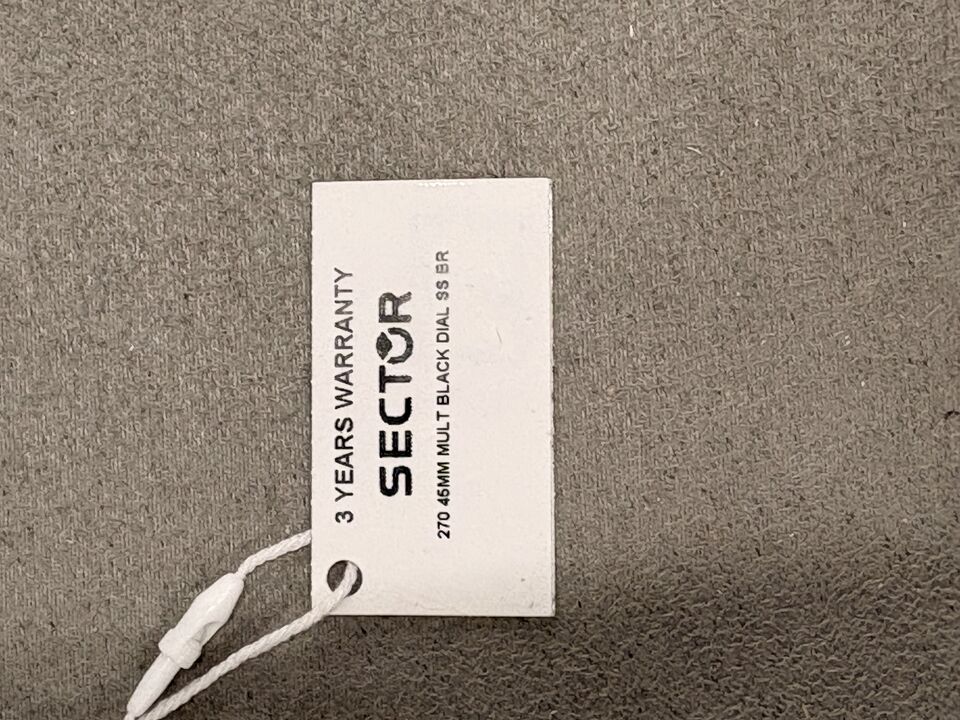 3 YEARS WARRANTY
SECTOR
270 45MM MULT BLACK DIAL SS BR